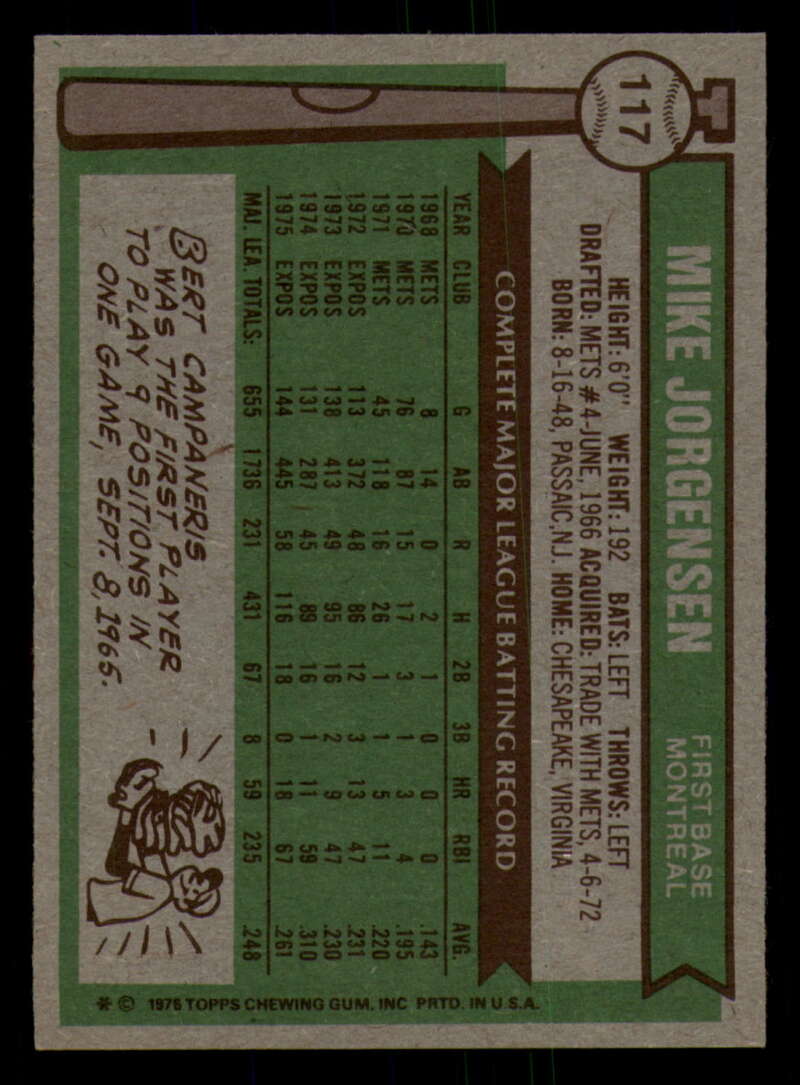 117
MIKE JORGENSEN
FIRST BASE
MONTREAL
HEIGHT: 6'0" WEIGHT: 192 BATS: LEFT THROWS: LEFT
DRAFTED: METS #4-JUNE, 1966 ACQUIRED: TRADE WITH METS, 4-6-72
BORN: 8-16-48, PASSAIC, N.J. HOME: CHESAPEAKE, VIRGINIA
COMPLETE MAJOR LEAGUE BATTING RECORD
YEAR CLUB G AB R H 2B 3B HR RBI AVG.
1968 METS 8 14 0 2 1 0 0 0 .143
1970 METS 76 87 15 17 3 1 3 4 .195
1971 METS 45 118 16 26 1 1 5 11 .220
1972 EXPOS 113 372 48 86 12 3 13 47 .231
1973 EXPOS 138 413 49 95 16 2 9 47 .230
1974 EXPOS 131 287 45 89 16 1 11 59 .310
1975 EXPOS 144 445 58 116 18 0 18 67 .261
MAJ. LEA. TOTALS: 655 1736 231 431 67 8 59 235 .248
BERT CAMPANERIS
WAS THE FIRST PLAYER
TO PLAY 9 POSITIONS IN
ONE GAME, SEPT. 8, 1965.
* © 1976 TOPPS CHEWING GUM, INC PRTD. IN U.S.A.